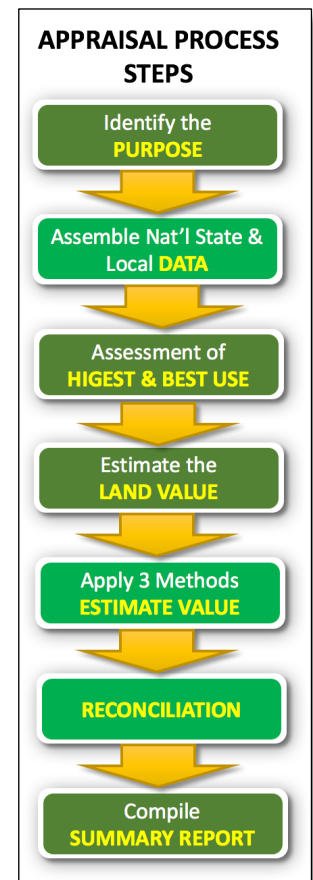 APPRAISAL PROCESS
STEPS
Identify the
PURPOSE
Assemble Nat’l State &
Local DATA
Assessment of
HIGEST & BEST USE
Estimate the
LAND VALUE
Apply 3 Methods
ESTIMATE VALUE
RECONCILIATION
Compile
SUMMARY REPORT